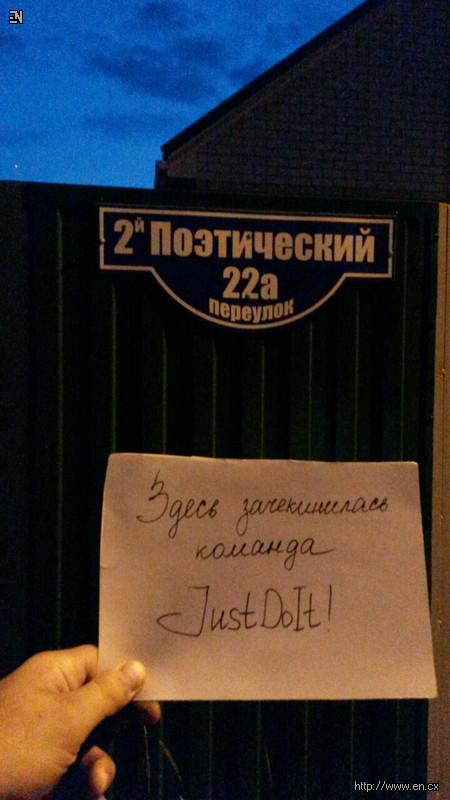 EN
2й Поэтический
22а
переулок
Здесь зачекинилась
команда
JustDoIt!
http://www.en.cx